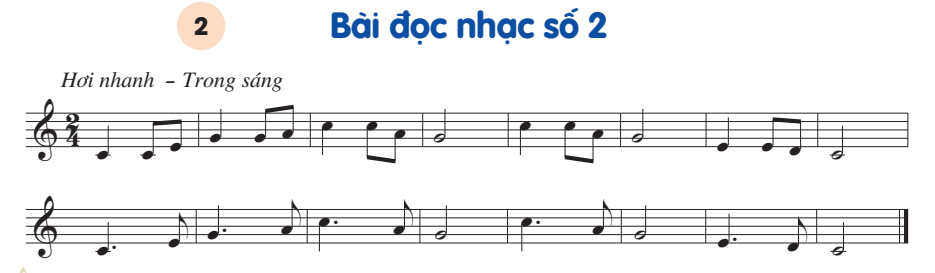 2
Bài đọc nhạc số 2
Hơi nhanh – Trong sáng
2
4
A